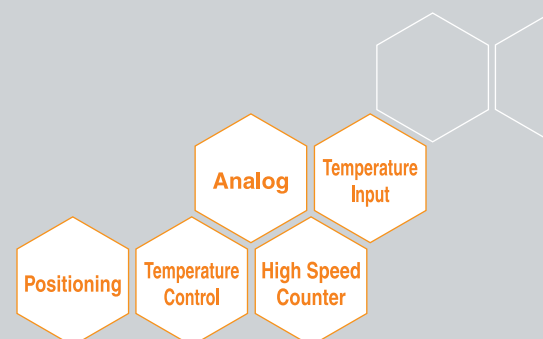 Analog
Temperature
Input
Positioning
Temperature
Control
High Speed
Counter